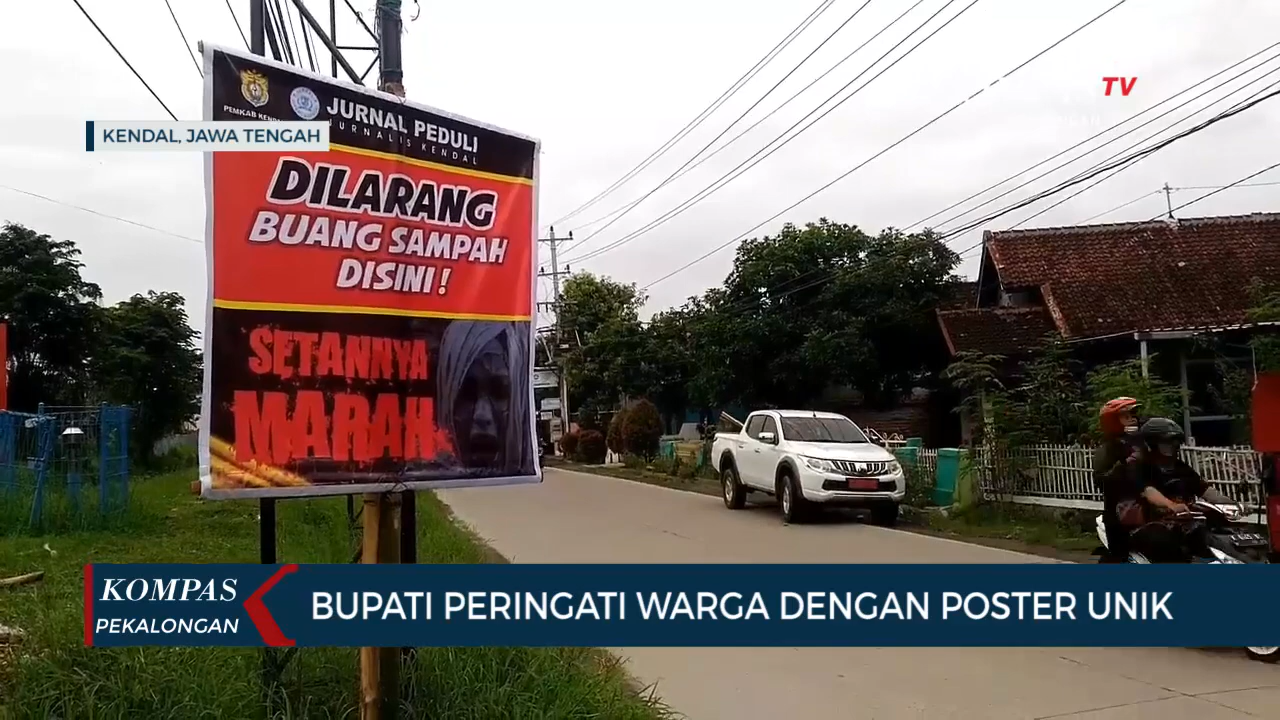 TV
KENDAL, JAWA TENGAH
JURNAL PEDULI
JURNALIS KENDAL
DILARANG
BUANG SAMPAH
DISINI !
SETANNYA
MARAH
KOMPAS
PEKALONGAN
BUPATI PERINGATI WARGA DENGAN POSTER UNIK